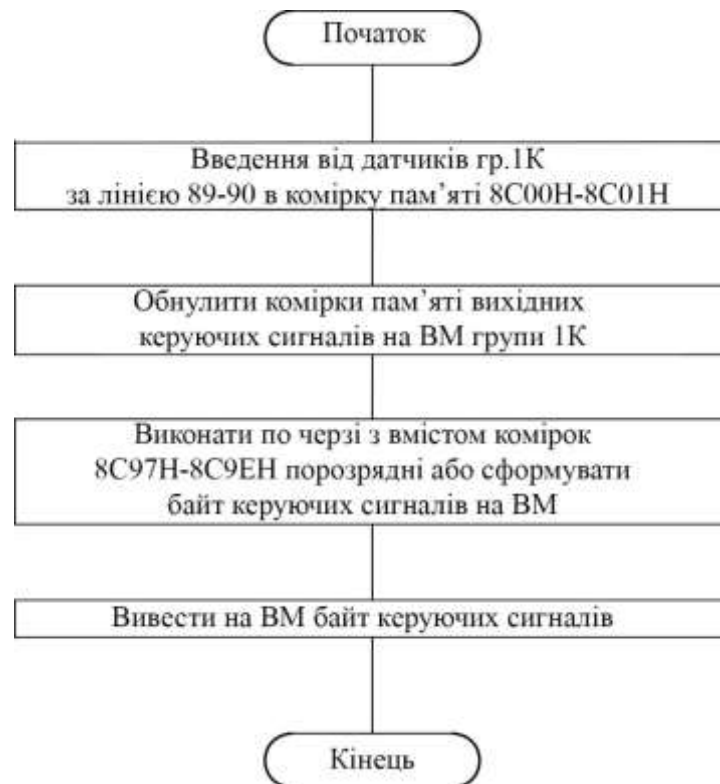 Початок
Введення від датчиків гр.1К
за лінією 89-90 в комірку пам’яті 8С00Н-8С01Н
Обнулити комірки пам’яті вихідних
керуючих сигналів на ВМ групи 1К
Виконати по черзі з вмістом комірок
8С97Н-8С9ЕН порозрядні або сформувати
байт керуючих сигналів на ВМ
Вивести на ВМ байт керуючих сигналів
Кінець